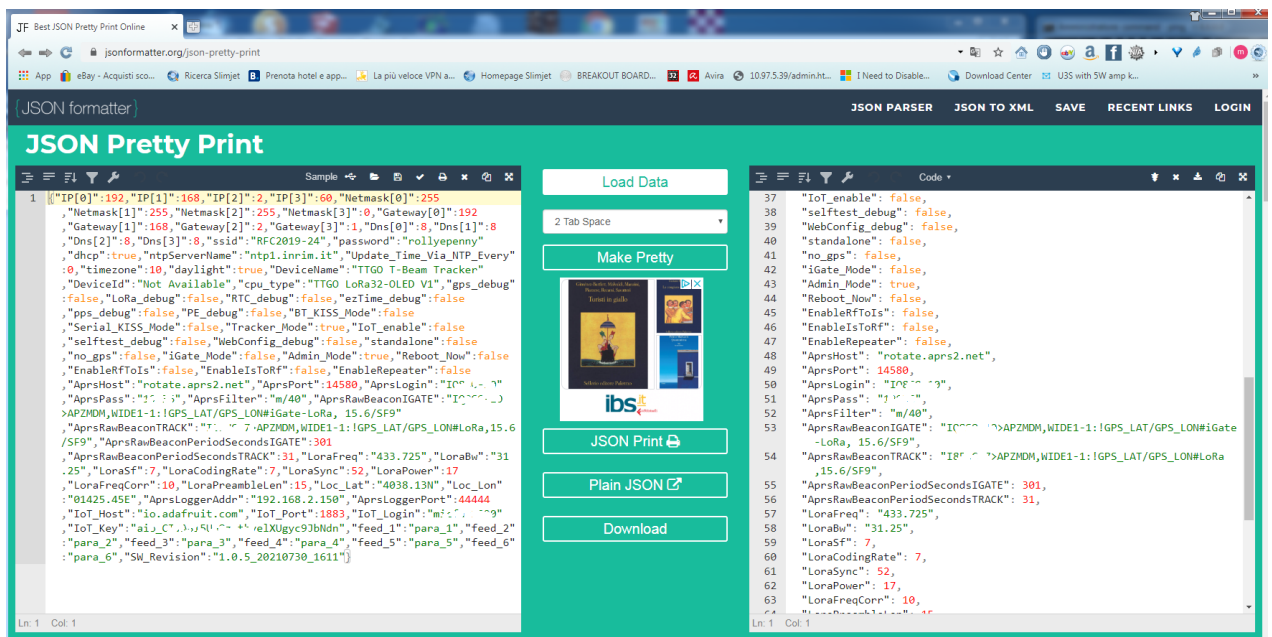 JF Best JSON Pretty Print Online
jsonformatter.org/json-pretty-print
App eBay - Acquisti sco... Ricerca Slimjet Prenota hotel e app... La più veloce VPN a... Homepage Slimjet BREAKOUT BOARD... Avira 10.97.5.39/admin.ht... I Need to Disable... Download Center U3S with 5W amp k...
{JSON formatter} JSON PARSER JSON TO XML SAVE RECENT LINKS LOGIN
JSON Pretty Print
Sample
1 {"IP[0]":192,"IP[1]":168,"IP[2]":2,"IP[3]":60,"Netmask[0]":255
,"Netmask[1]":255,"Netmask[2]":255,"Netmask[3]":0,"Gateway[0]":192
,"Gateway[1]":168,"Gateway[2]":2,"Gateway[3]":1,"Dns[0]":8,"Dns[1]":8
,"Dns[2]":8,"Dns[3]":8,"ssid":"RFC2019-24","password":"rollyepenny"
,"dhcp":true,"ntpServerName":"ntp1.inrim.it","Update_Time_Via_NTP_Every"
:0,"timezone":10,"daylight":true,"DeviceName":"TTGO T-Beam Tracker"
,"DeviceId":"Not Available","cpu_type":"TTGO LoRa32-OLED V1","gps_debug"
:false,"LoRa_debug":false,"RTC_debug":false,"ezTime_debug":false
,"pps_debug":false,"PE_debug":false,"BT_KISS_Mode":false
,"Serial_KISS_Mode":false,"Tracker_Mode":true,"IoT_enable":false
,"selftest_debug":false,"WebConfig_debug":false,"standalone":false
,"no_gps":false,"iGate_Mode":false,"Admin_Mode":true,"Reboot_Now":false
,"EnableRfToIs":false,"EnableIsToRf":false,"EnableRepeater":false
,"AprsHost":"rotate.aprs2.net","AprsPort":14580,"AprsLogin":
,"AprsPass": ,"AprsFilter":"m/40","AprsRawBeaconIGATE":
>APZMDM,WIDE1-1:!GPS_LAT/GPS_LON#iGate-LoRa, 15.6/SF9"
,"AprsRawBeaconTRACK": APZMDM,WIDE1-1:!GPS_LAT/GPS_LON#LoRa,15.6
/SF9","AprsRawBeaconPeriodSecondsIGATE":301
,"AprsRawBeaconPeriodSecondsTRACK":31,"LoraFreq":"433.725","LoraBw":"31
.25","LoraSf":7,"LoraCodingRate":7,"LoraSync":52,"LoraPower":17
,"LoraFreqCorr":10,"LoraPreambleLen":15,"Loc_Lat":"4038.13N","Loc_Lon"
:"01425.45E","AprsLoggerAddr":"192.168.2.150","AprsLoggerPort":44444
,"IoT_Host":"io.adafruit.com","IoT_Port":1883,"IoT_Login":
,"IoT_Key": ,"feed_1":"para_1","feed_2"
:"para_2","feed_3":"para_3","feed_4":"para_4","feed_5":"para_5","feed_6"
:"para_6","SW_Revision":"1.0.5_20210730_1611"}
Ln: 1 Col: 1
Load Data
2 Tab Space
Make Pretty
Tortuti in giallo
Sellerio editore Palermo
ibs.it
JSON Print
Plain JSON
Download
Code
37 "IoT_enable": false,
38 "selftest_debug": false,
39 "WebConfig_debug": false,
40 "standalone": false,
41 "no_gps": false,
42 "iGate_Mode": false,
43 "Admin_Mode": true,
44 "Reboot_Now": false,
45 "EnableRfToIs": false,
46 "EnableIsToRf": false,
47 "EnableRepeater": false,
48 "AprsHost": "rotate.aprs2.net",
49 "AprsPort": 14580,
50 "AprsLogin":
51 "AprsPass":
52 "AprsFilter": "m/40",
53 "AprsRawBeaconIGATE": >APZMDM,WIDE1-1:!GPS_LAT/GPS_LON#iGate
-LoRa, 15.6/SF9",
54 "AprsRawBeaconTRACK": >APZMDM,WIDE1-1:!GPS_LAT/GPS_LON#LoRa
,15.6/SF9",
55 "AprsRawBeaconPeriodSecondsIGATE": 301,
56 "AprsRawBeaconPeriodSecondsTRACK": 31,
57 "LoraFreq": "433.725",
58 "LoraBw": "31.25",
59 "LoraSf": 7,
60 "LoraCodingRate": 7,
61 "LoraSync": 52,
62 "LoraPower": 17,
63 "LoraFreqCorr": 10,
Ln: 1 Col: 1